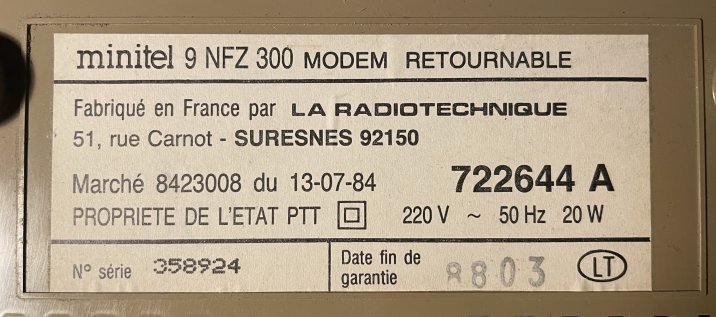 minitel 9 NFZ 300 MODEM RETOURNABLE
Fabriqué en France par LA RADIOTECHNIQUE
51, rue Carnot - SURESNES 92150
Marché 8423008 du 13-07-84 722644 A
PROPRIETE DE L'ETAT PTT 220 V ~ 50 Hz 20 W
N° série 358924
Date fin de
garantie 8803 LT